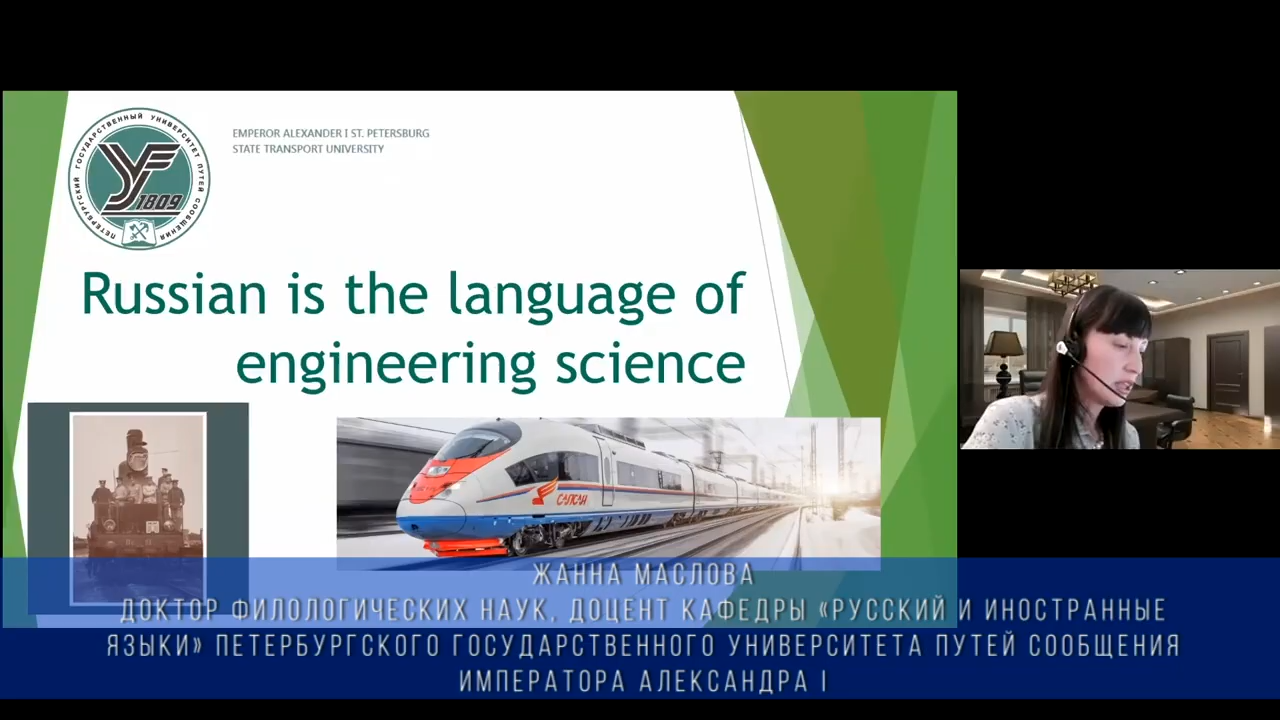 ПЕТЕРБУРГСКИЙ ГОСУДАРСТВЕННЫЙ УНИВЕРСИТЕТ ПУТЕЙ СООБЩЕНИЯ
1809
EMPEROR ALEXANDER I ST. PETERSBURG
STATE TRANSPORT UNIVERSITY
Russian is the language of
engineering science
САПСАН
ЖАННА МАСЛОВА
ДОКТОР ФИЛОЛОГИЧЕСКИХ НАУК, ДОЦЕНТ КАФЕДРЫ «РУССКИЙ И ИНОСТРАННЫЕ
ЯЗЫКИ» ПЕТЕРБУРГСКОГО ГОСУДАРСТВЕННОГО УНИВЕРСИТЕТА ПУТЕЙ СООБЩЕНИЯ
ИМПЕРАТОРА АЛЕКСАНДРА I